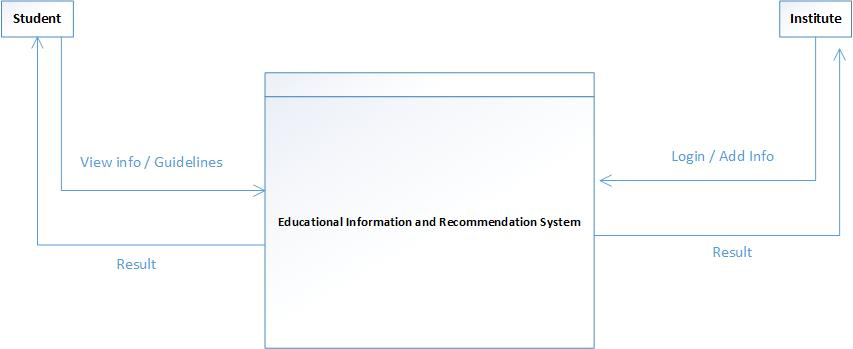 Student
Institute
View info / Guidelines
Login / Add Info
Educational Information and Recommendation System
Result
Result